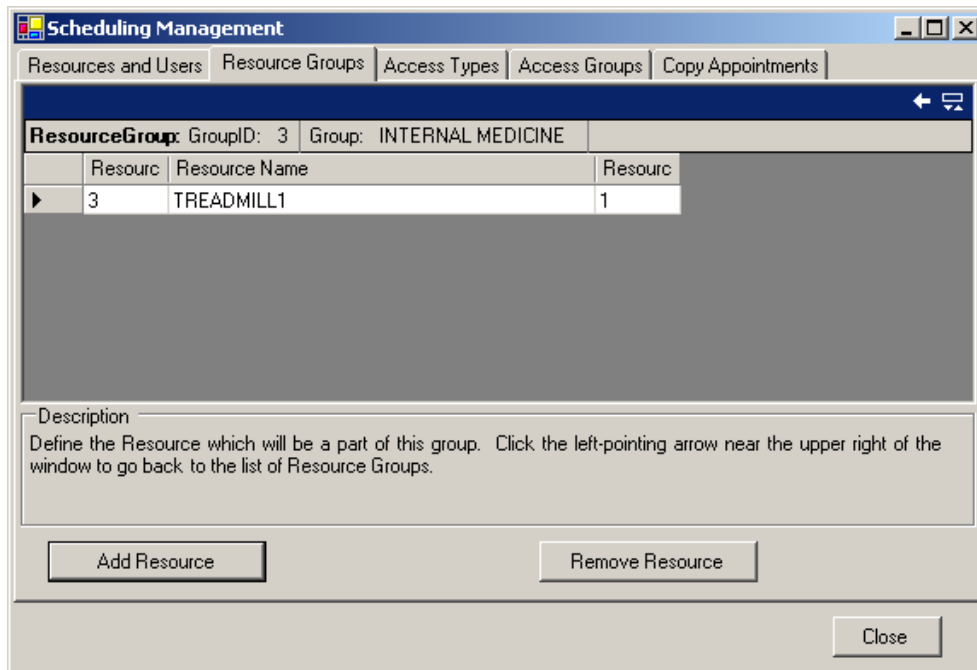 Scheduling Management
Resources and Users Resource Groups Access Types Access Groups Copy Appointments
ResourceGroup: GroupID: 3 Group: INTERNAL MEDICINE
Resourc Resource Name Resourc
3 TREADMILL1 1
Description
Define the Resource which will be a part of this group. Click the left-pointing arrow near the upper right of the
window to go back to the list of Resource Groups.
Add Resource Remove Resource
Close